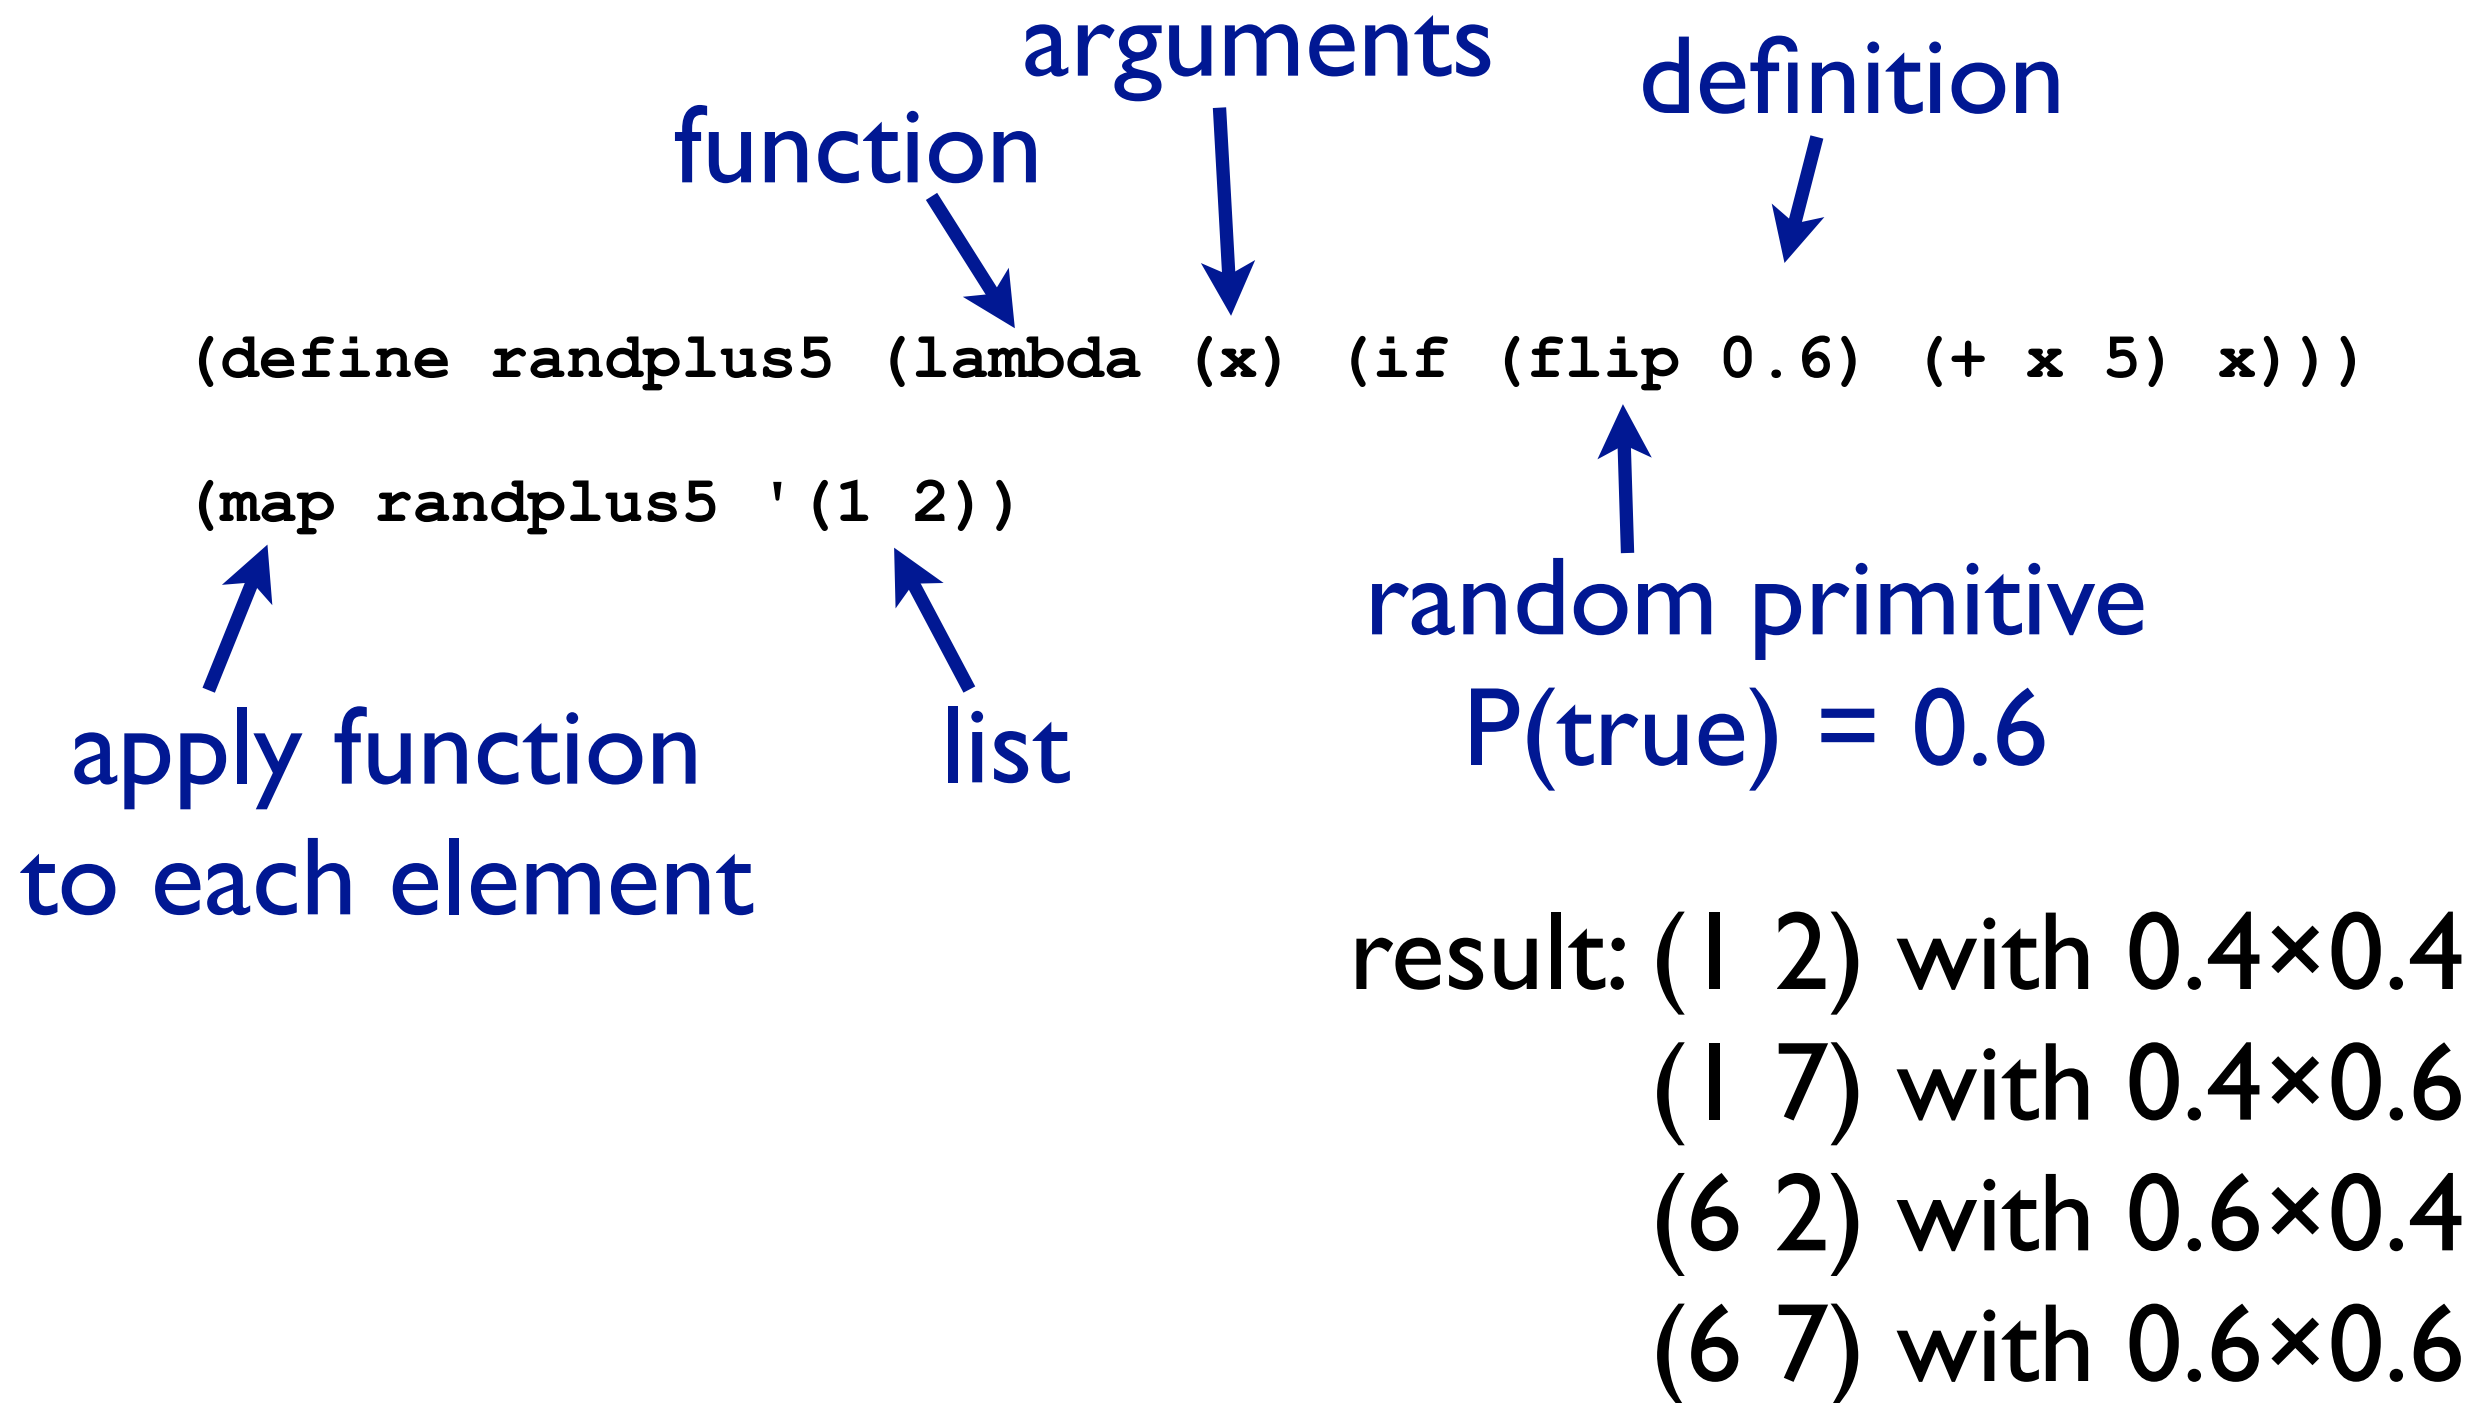 arguments
definition
function
(define randplus5 (lambda (x) (if (flip 0.6) (+ x 5) x)))
(map randplus5 '(1 2))
random primitive
P(true) = 0.6
apply function
to each element
list
result: (1 2) with 0.4×0.4
(1 7) with 0.4×0.6
(6 2) with 0.6×0.4
(6 7) with 0.6×0.6